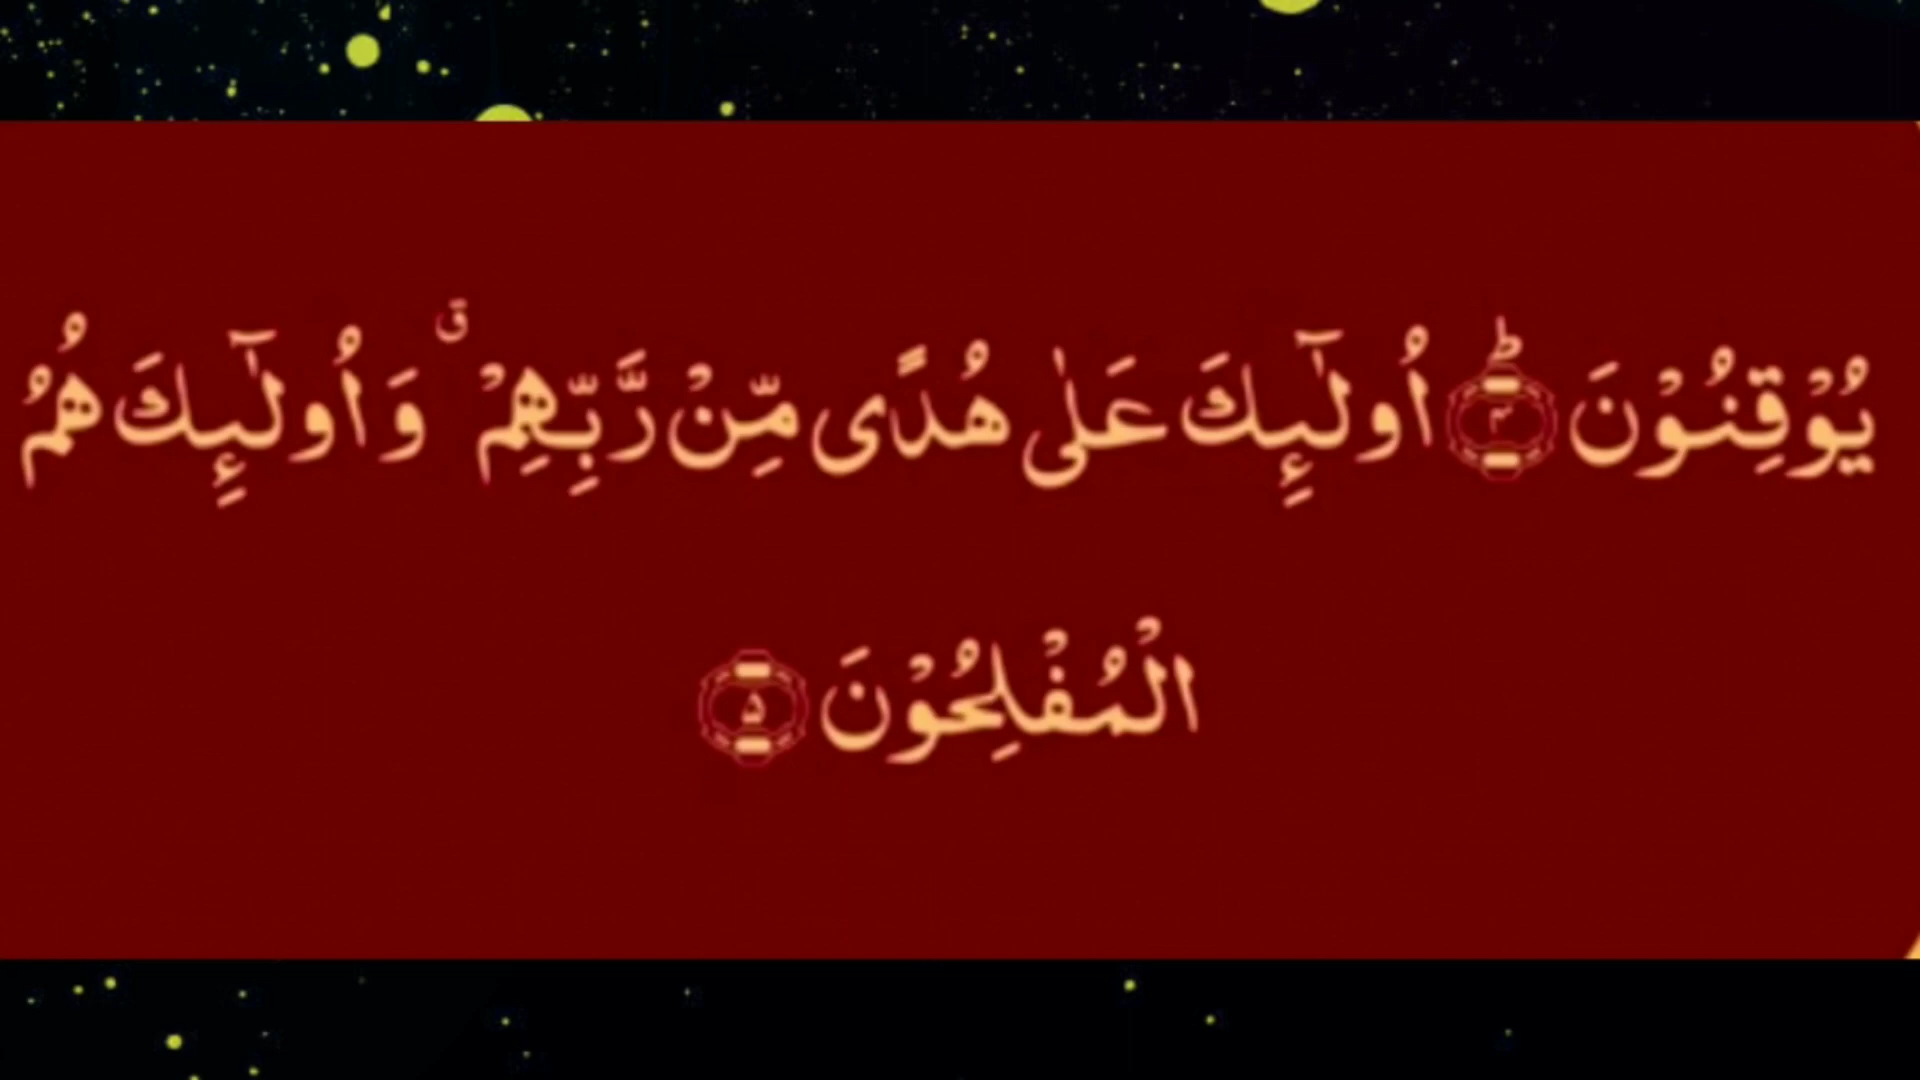 يُوْقِنُوْنَ ؕ﴿۴﴾ اُولٰٓىِٕكَ عَلٰى هُدًى مِّنْ رَّبِّهِمْ ۗ وَاُولٰٓىِٕكَ هُمُ
الْمُفْلِحُوْنَ ﴿۵﴾